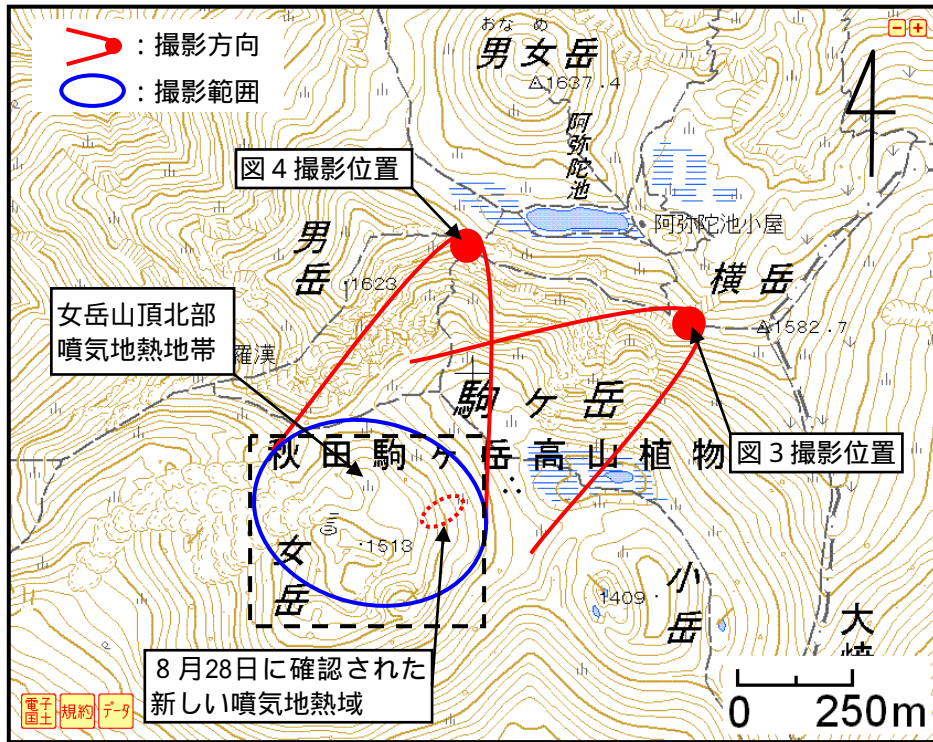 ：撮影方向
：撮影範囲
おなめ
男女岳
1637.4
阿弥陀池
図４撮影位置
阿弥陀池小屋
男岳
1623
横岳
1582.7
女岳山頂北部
噴気地熱地帯
羅漢
駒ヶ岳
秋田駒ヶ岳高山植物
図３撮影位置
女岳
1513
小岳
1409
大焼
８月28日に確認された
新しい噴気地熱域
電子国土
規約
データ
0 250m